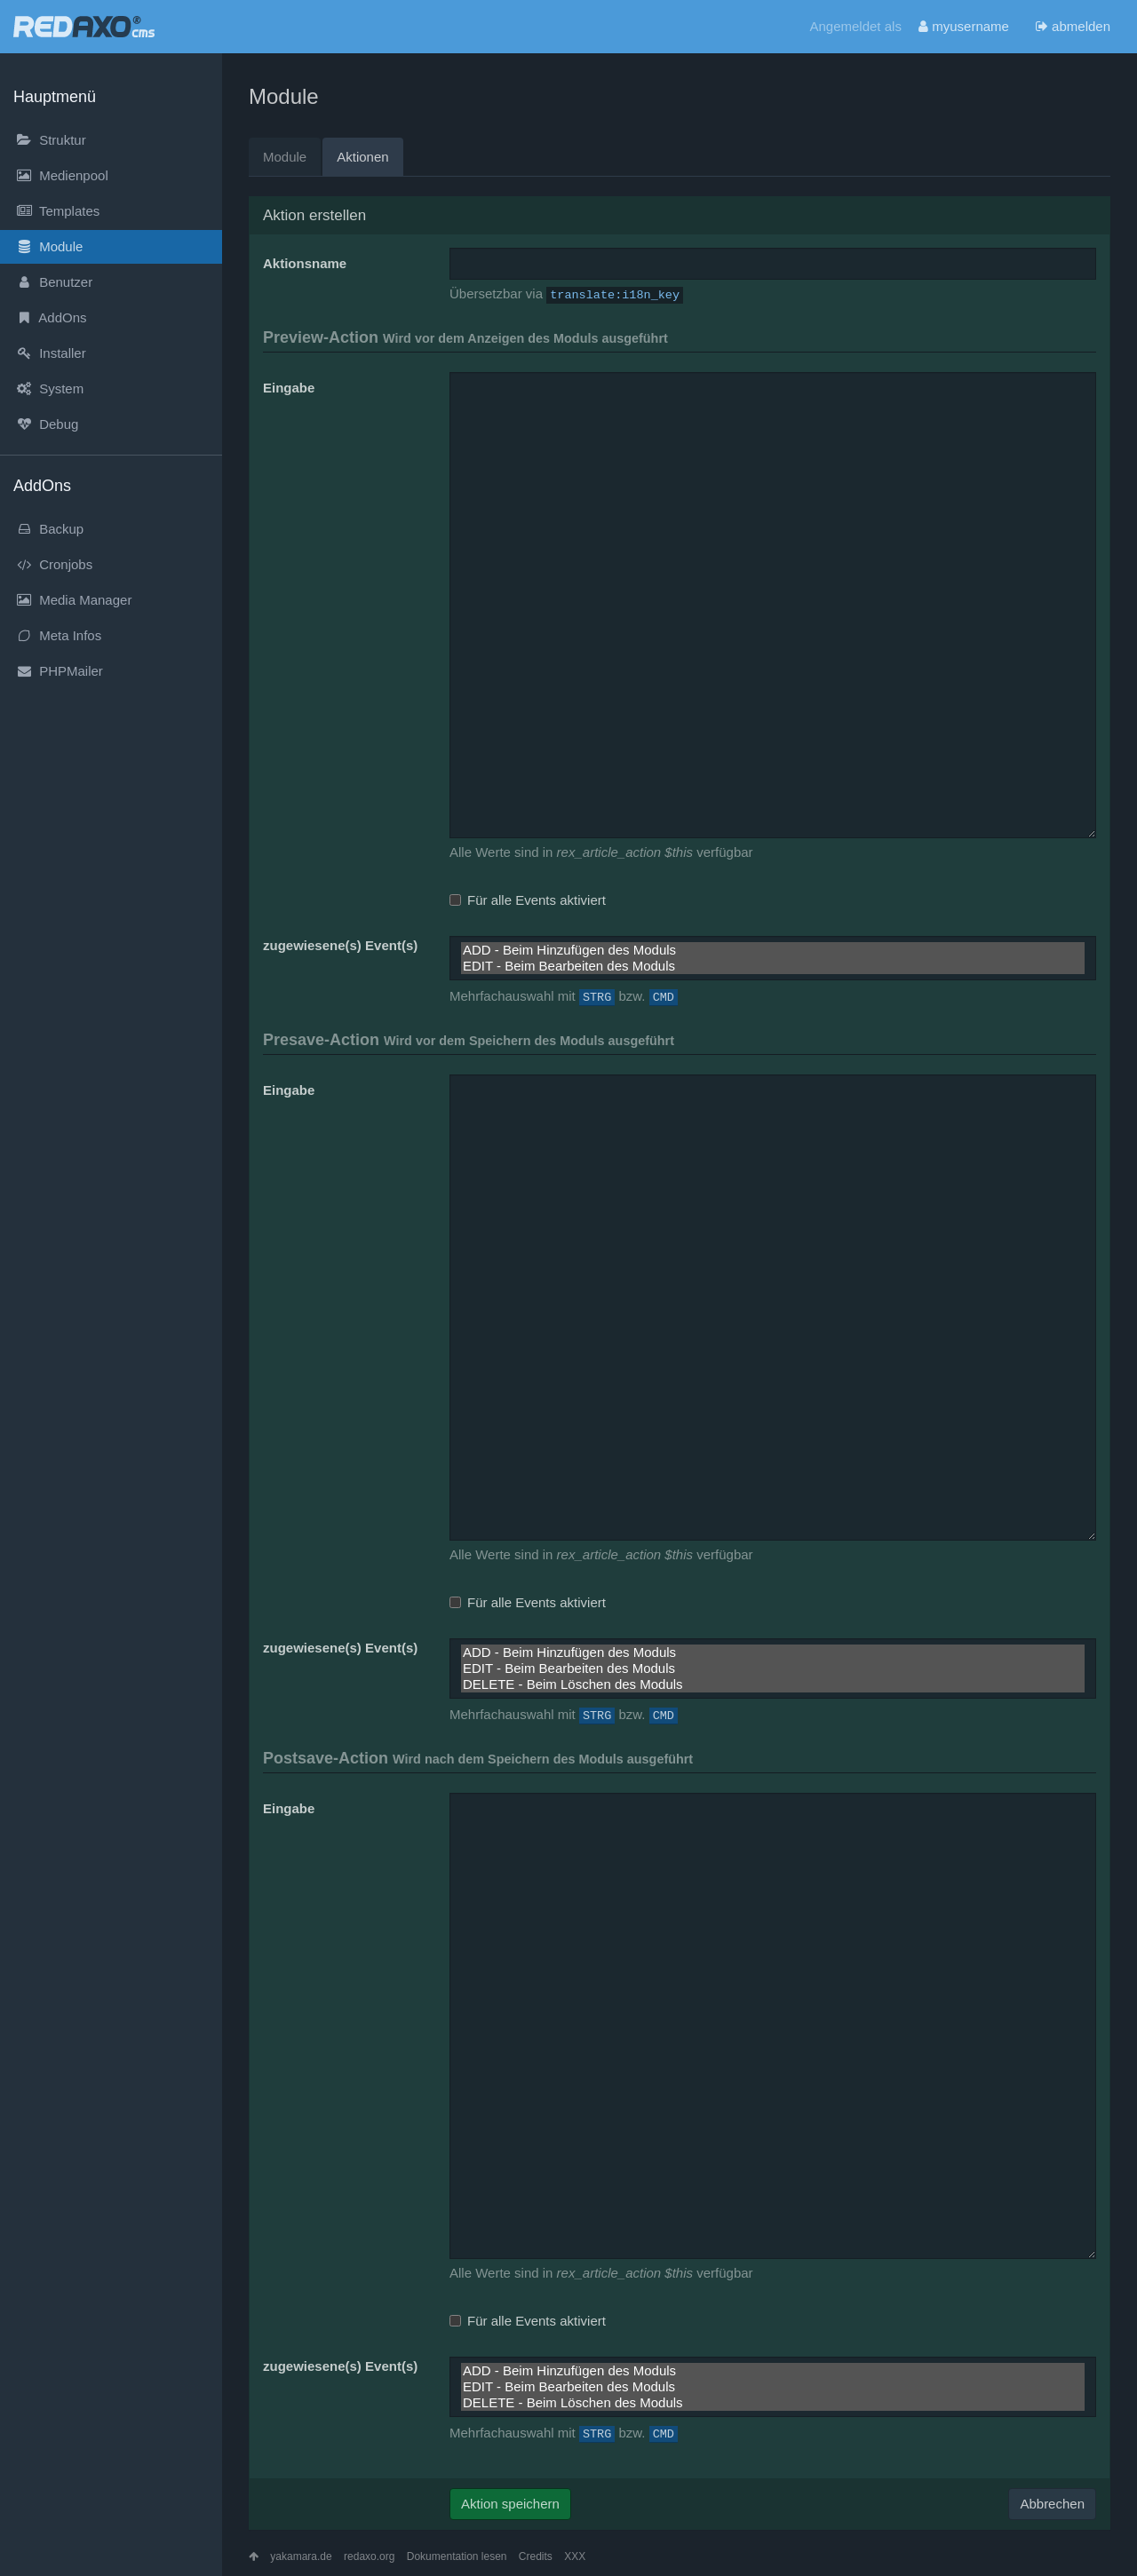 REDAXO® cms
Angemeldet als myusername abmelden
Hauptmenü
Struktur
Medienpool
Templates
Module
Benutzer
AddOns
Installer
System
Debug
AddOns
Backup
Cronjobs
Media Manager
Meta Infos
PHPMailer
Module
Module Aktionen
Aktion erstellen
Aktionsname
Übersetzbar via translate:i18n_key
Preview-Action Wird vor dem Anzeigen des Moduls ausgeführt
Eingabe
Alle Werte sind in rex_article_action $this verfügbar
Für alle Events aktiviert
zugewiesene(s) Event(s)
ADD - Beim Hinzufügen des Moduls
EDIT - Beim Bearbeiten des Moduls
Mehrfachauswahl mit STRG bzw. CMD
Presave-Action Wird vor dem Speichern des Moduls ausgeführt
Eingabe
Alle Werte sind in rex_article_action $this verfügbar
Für alle Events aktiviert
zugewiesene(s) Event(s)
ADD - Beim Hinzufügen des Moduls
EDIT - Beim Bearbeiten des Moduls
DELETE - Beim Löschen des Moduls
Mehrfachauswahl mit STRG bzw. CMD
Postsave-Action Wird nach dem Speichern des Moduls ausgeführt
Eingabe
Alle Werte sind in rex_article_action $this verfügbar
Für alle Events aktiviert
zugewiesene(s) Event(s)
ADD - Beim Hinzufügen des Moduls
EDIT - Beim Bearbeiten des Moduls
DELETE - Beim Löschen des Moduls
Mehrfachauswahl mit STRG bzw. CMD
Aktion speichern Abbrechen
yakamara.de redaxo.org Dokumentation lesen Credits XXX